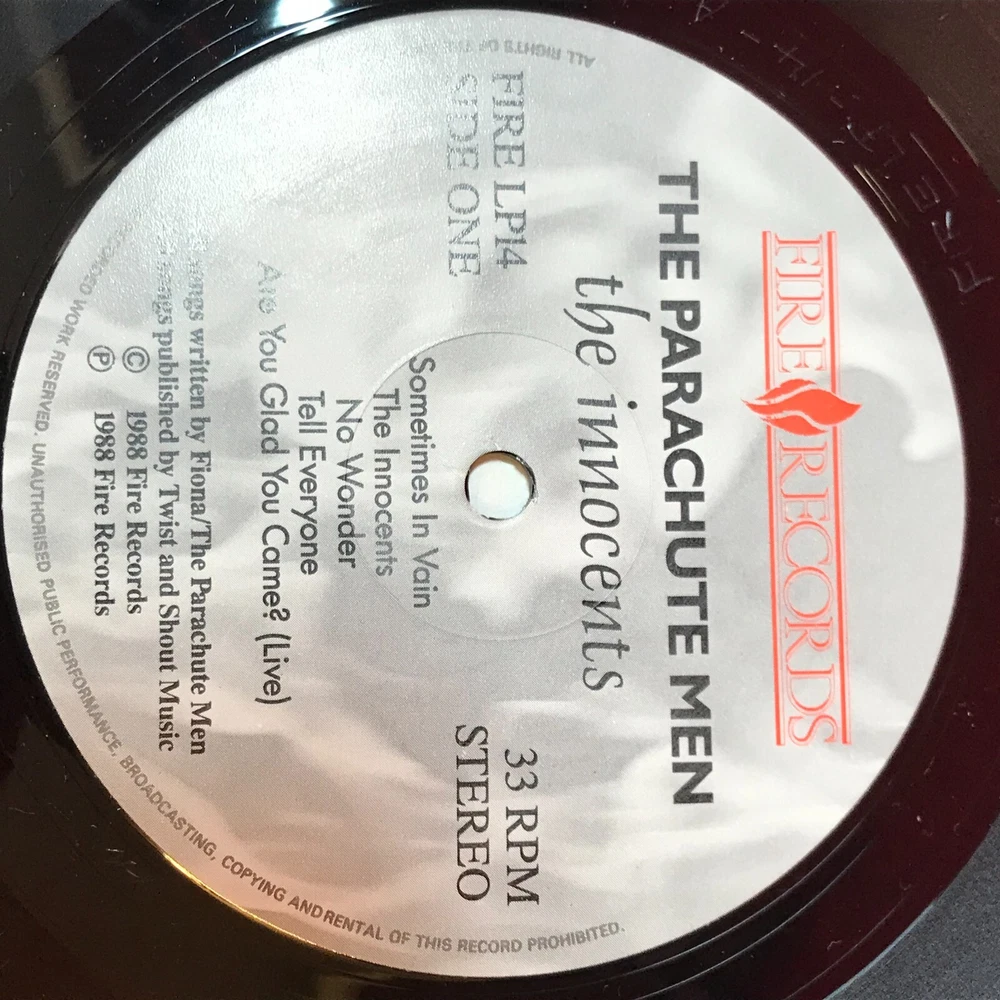 FIRE RECORDS
THE PARACHUTE MEN
the innocents
FIRE LP14
SIDE ONE
33 RPM
STEREO
Sometimes In Vain
The Innocents
No Wonder
Tell Everyone
Are You Glad You Came? (Live)
songs written by Fiona/The Parachute Men
songs published by Twist and Shout Music
© 1988 Fire Records
℗ 1988 Fire Records
ALL RIGHTS OF
RECORDED WORK RESERVED. UNAUTHORISED PUBLIC PERFORMANCE, BROADCASTING, COPYING AND RENTAL OF THIS RECORD PROHIBITED.